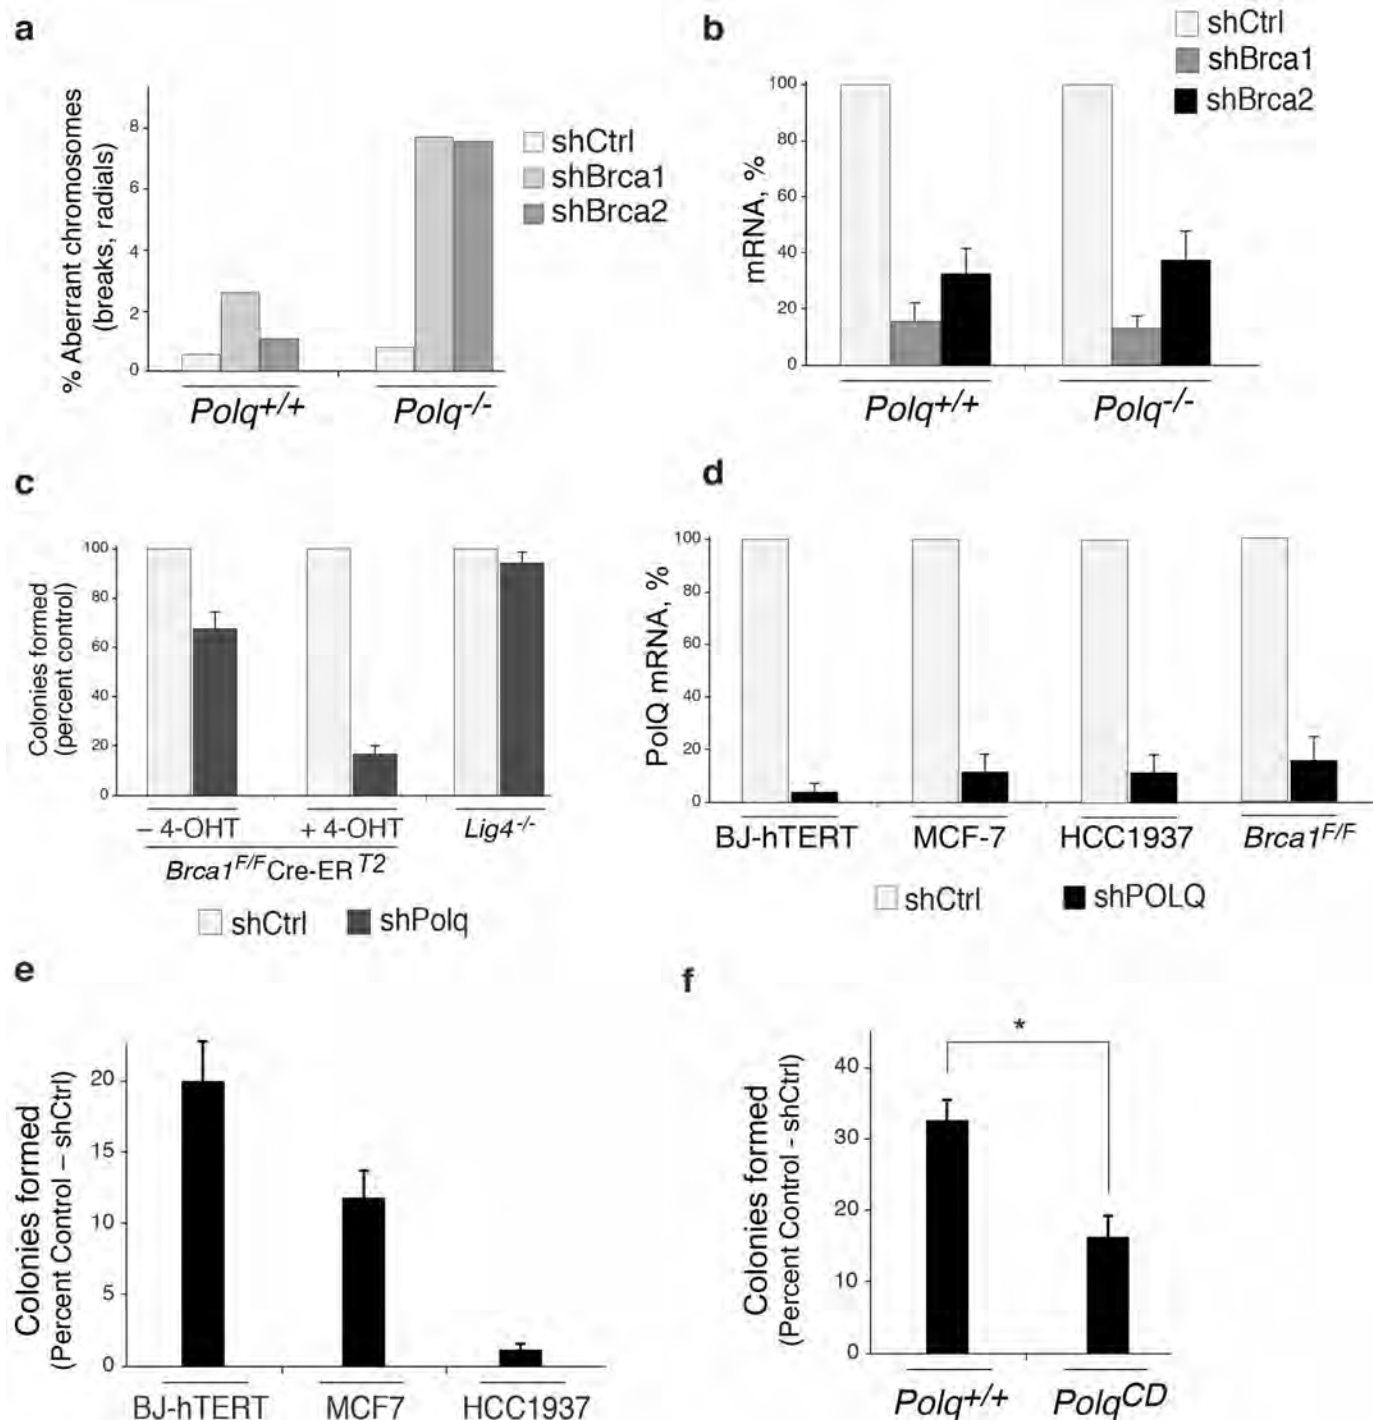 a
% Aberrant chromosomes
(breaks, radials)
8
6
4
2
0
shCtrl
shBrca1
shBrca2
Polq+/+
Polq-/-
b
shCtrl
shBrca1
shBrca2
mRNA, %
100
80
60
40
20
0
Polq+/+
Polq-/-
c
Colonies formed
(percent control)
100
80
60
40
20
0
– 4-OHT
+ 4-OHT
Lig4-/-
Brca1F/FCre-ERT2
shCtrl
shPolq
d
PolQ mRNA, %
100
80
60
40
20
0
BJ-hTERT
MCF-7
HCC1937
Brca1F/F
shCtrl
shPOLQ
e
Colonies formed
(Percent Control – shCtrl)
20
15
10
5
0
BJ-hTERT
MCF7
HCC1937
f
Colonies formed
(Percent Control - shCtrl)
40
30
20
10
0
*
Polq+/+
PolqCD